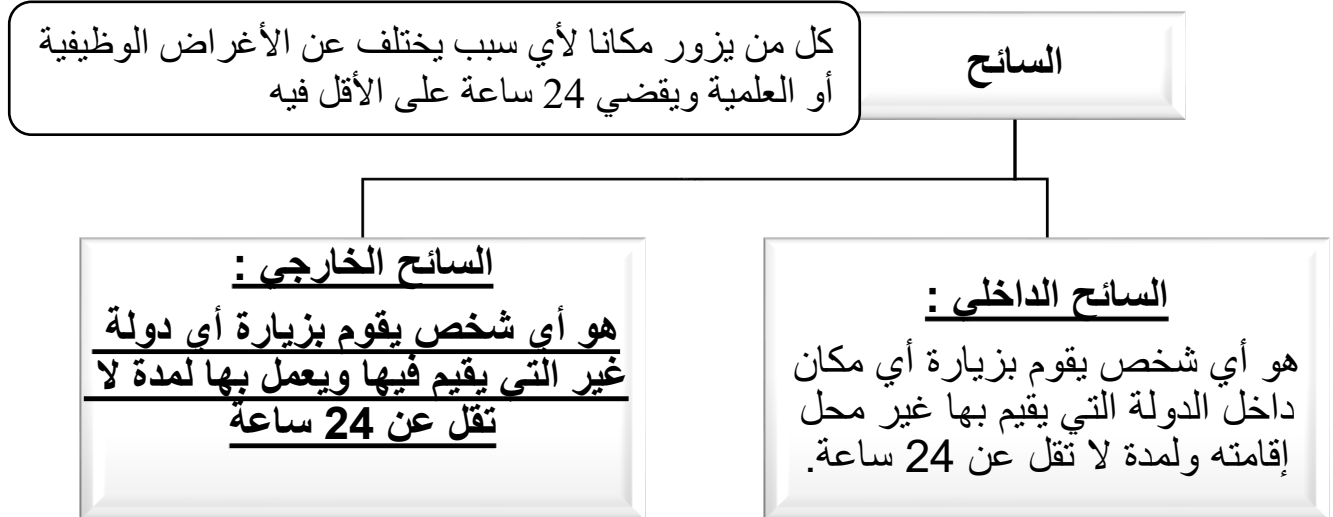 السائح
كل من يزور مكانا لأي سبب يختلف عن الأغراض الوظيفية
أو العلمية ويقضي 24 ساعة على الأقل فيه
السائح الداخلي :
هو أي شخص يقوم بزيارة أي مكان
داخل الدولة التي يقيم بها غير محل
إقامته ولمدة لا تقل عن 24 ساعة.
السائح الخارجي :
هو أي شخص يقوم بزيارة أي دولة
غير التي يقيم فيها ويعمل بها لمدة لا
تقل عن 24 ساعة